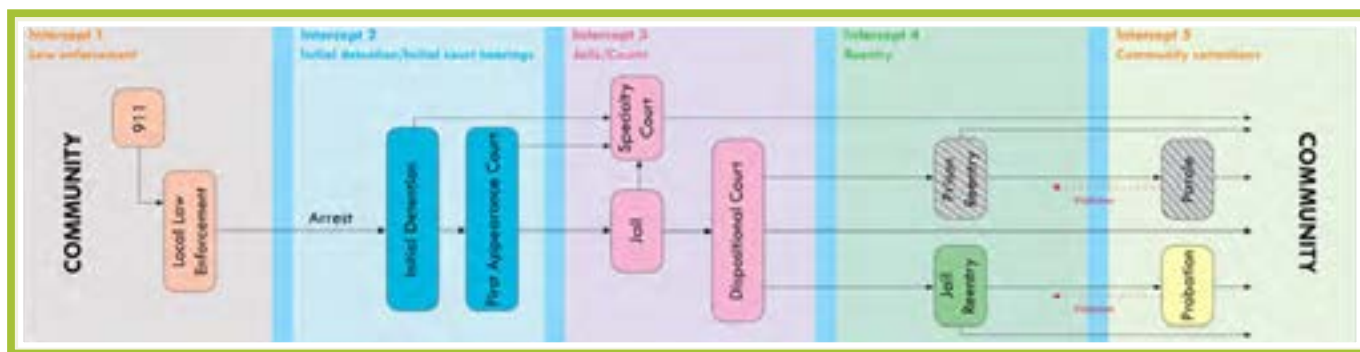 Intercept 1
Law enforcement
Intercept 2
Initial detention/Initial court hearings
Intercept 3
Jails/Courts
Intercept 4
Reentry
Intercept 5
Community corrections
COMMUNITY
911
Local Law
Enforcement
Arrest
Initial Detention
First Appearance Court
Specialty
Court
Jail
Dispositional Court
Prison
Reentry
Jail
Reentry
Violation
Violation
Parole
Probation
COMMUNITY